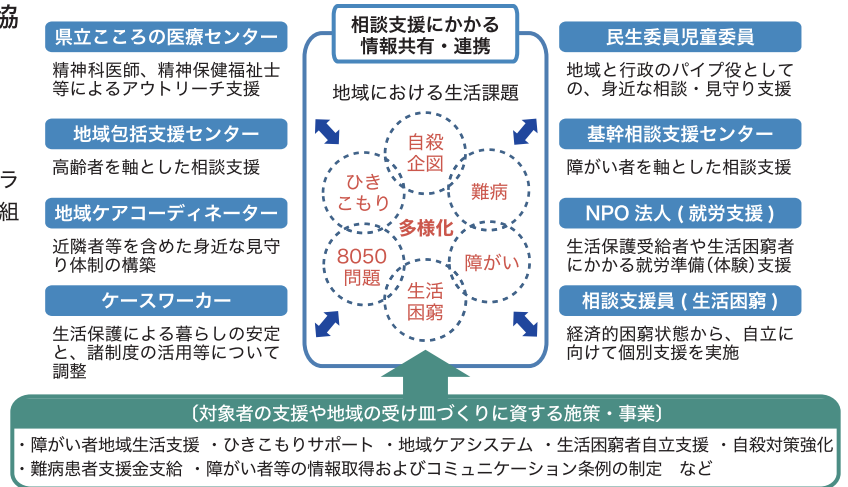 協
ラ
組
県立こころの医療センター
精神科医師、精神保健福祉士
等によるアウトリーチ支援
地域包括支援センター
高齢者を軸とした相談支援
地域ケアコーディネーター
近隣者等を含めた身近な見守
り体制の構築
ケースワーカー
生活保護による暮らしの安定
と、諸制度の活用等について
調整
相談支援にかかる
情報共有・連携
地域における生活課題
自殺
企図
ひき
こもり
難病
多様化
8050
問題
障がい
生活
困窮
民生委員児童委員
地域と行政のパイプ役として
の、身近な相談・見守り支援
基幹相談支援センター
障がい者を軸とした相談支援
NPO 法人 ( 就労支援 )
生活保護受給者や生活困窮者
にかかる就労準備(体験)支援
相談支援員 ( 生活困窮 )
経済的困窮状態から、自立に
向けて個別支援を実施
〔対象者の支援や地域の受け皿づくりに資する施策・事業〕
・障がい者地域生活支援 ・ひきこもりサポート ・地域ケアシステム ・生活困窮者自立支援 ・自殺対策強化
・難病患者支援金支給 ・障がい者等の情報取得およびコミュニケーション条例の制定 など